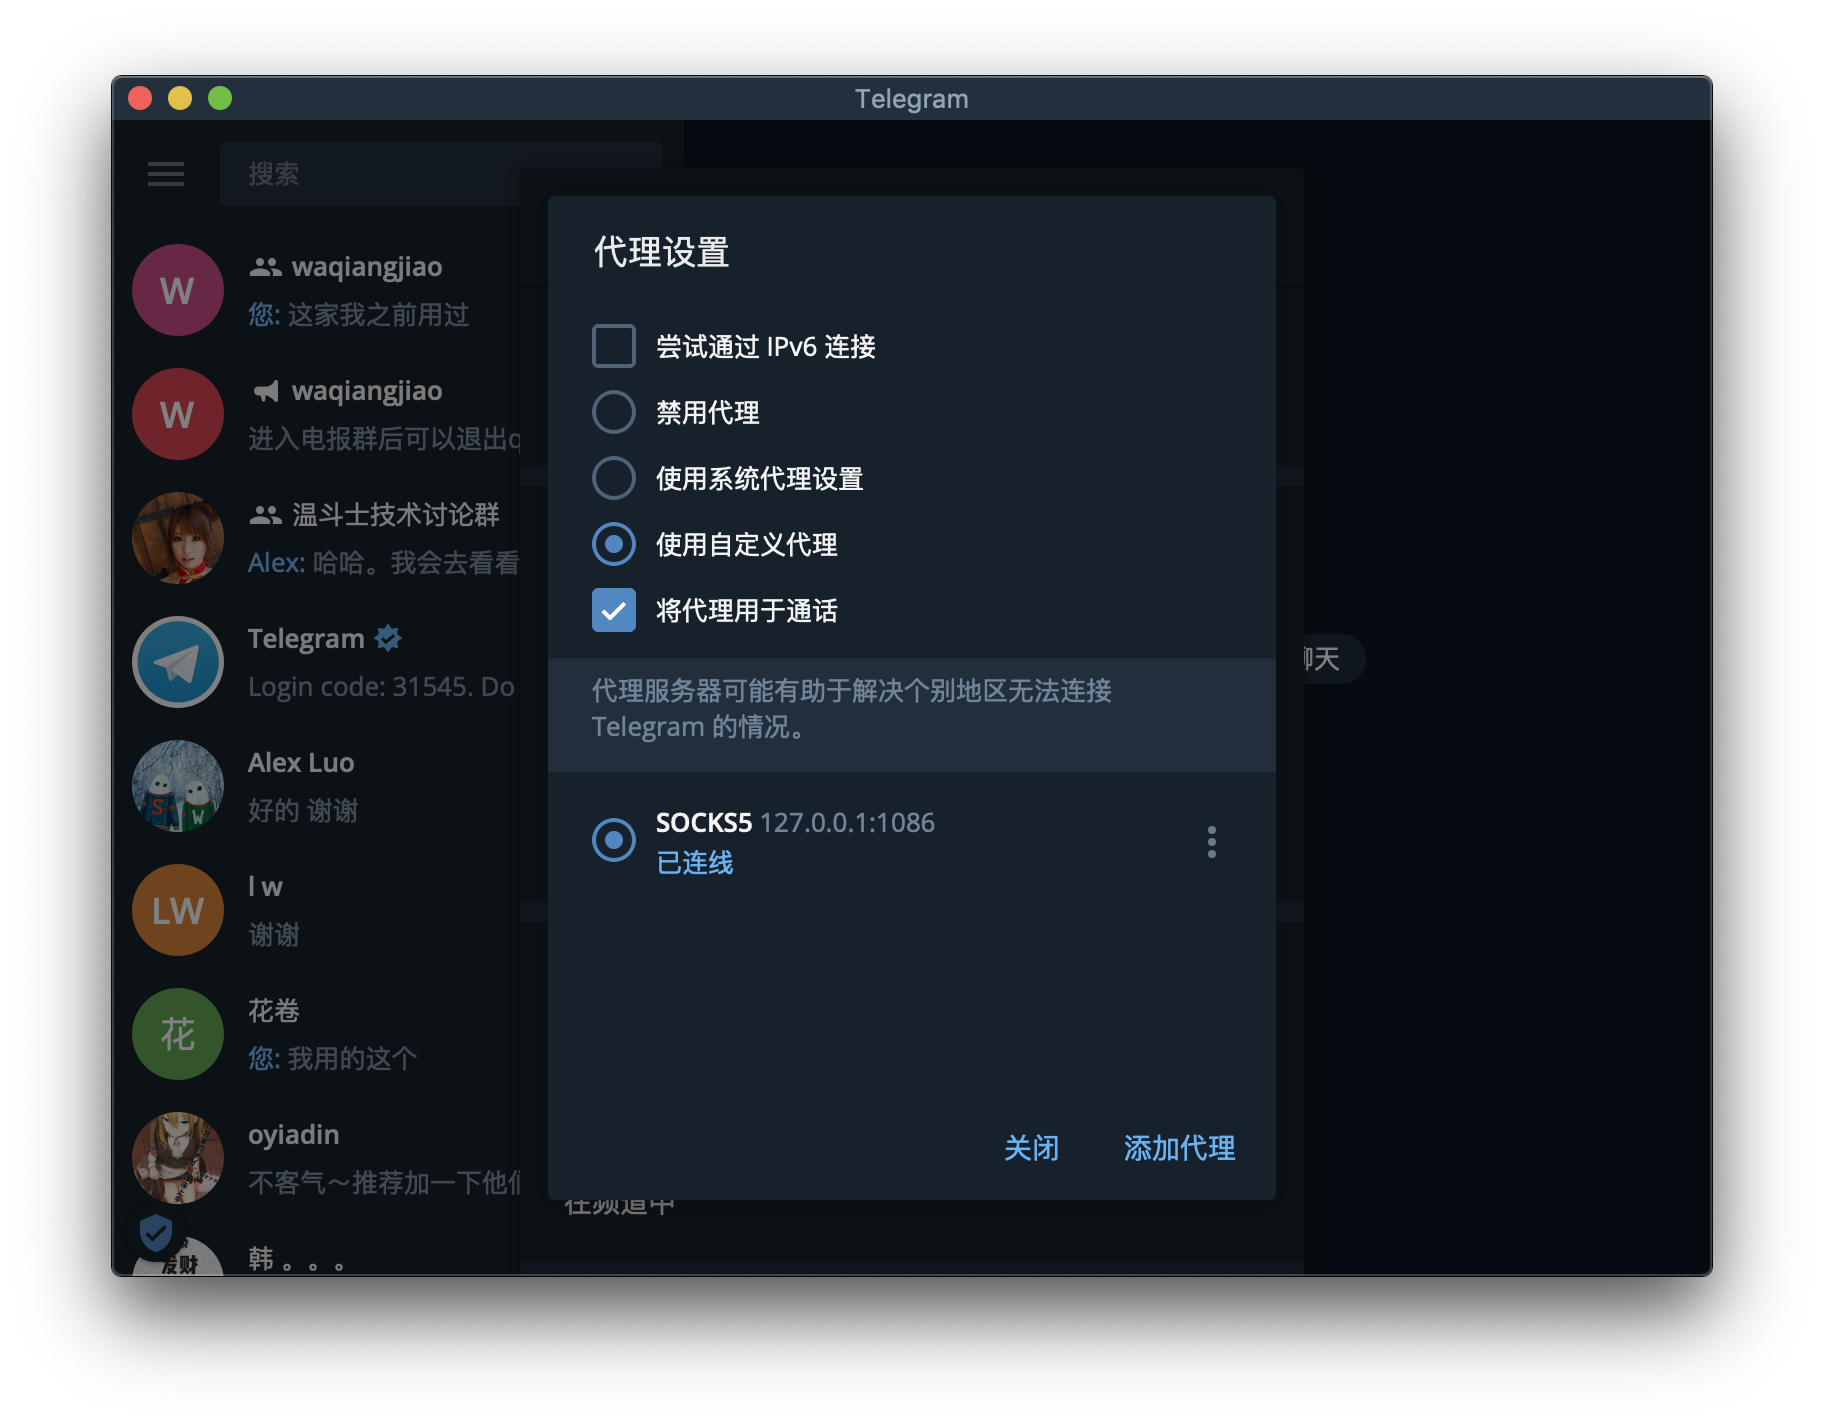 Telegram
搜索
W
waqiangjiao
您: 这家我之前用过
W
waqiangjiao
进入电报群后可以退出q
温斗士技术讨论群
Alex: 哈哈。我会去看看
Telegram
Login code: 31545. Do
Alex Luo
好的 谢谢
LW
l w
谢谢
花
花卷
您: 我用的这个
oyiadin
不客气～推荐加一下他们
发财
韩 。。。
代理设置
尝试通过 IPv6 连接
禁用代理
使用系统代理设置
使用自定义代理
将代理用于通话
代理服务器可能有助于解决个别地区无法连接
Telegram 的情况。
SOCKS5 127.0.0.1:1086
已连线
关闭
添加代理
聊天
在频道中